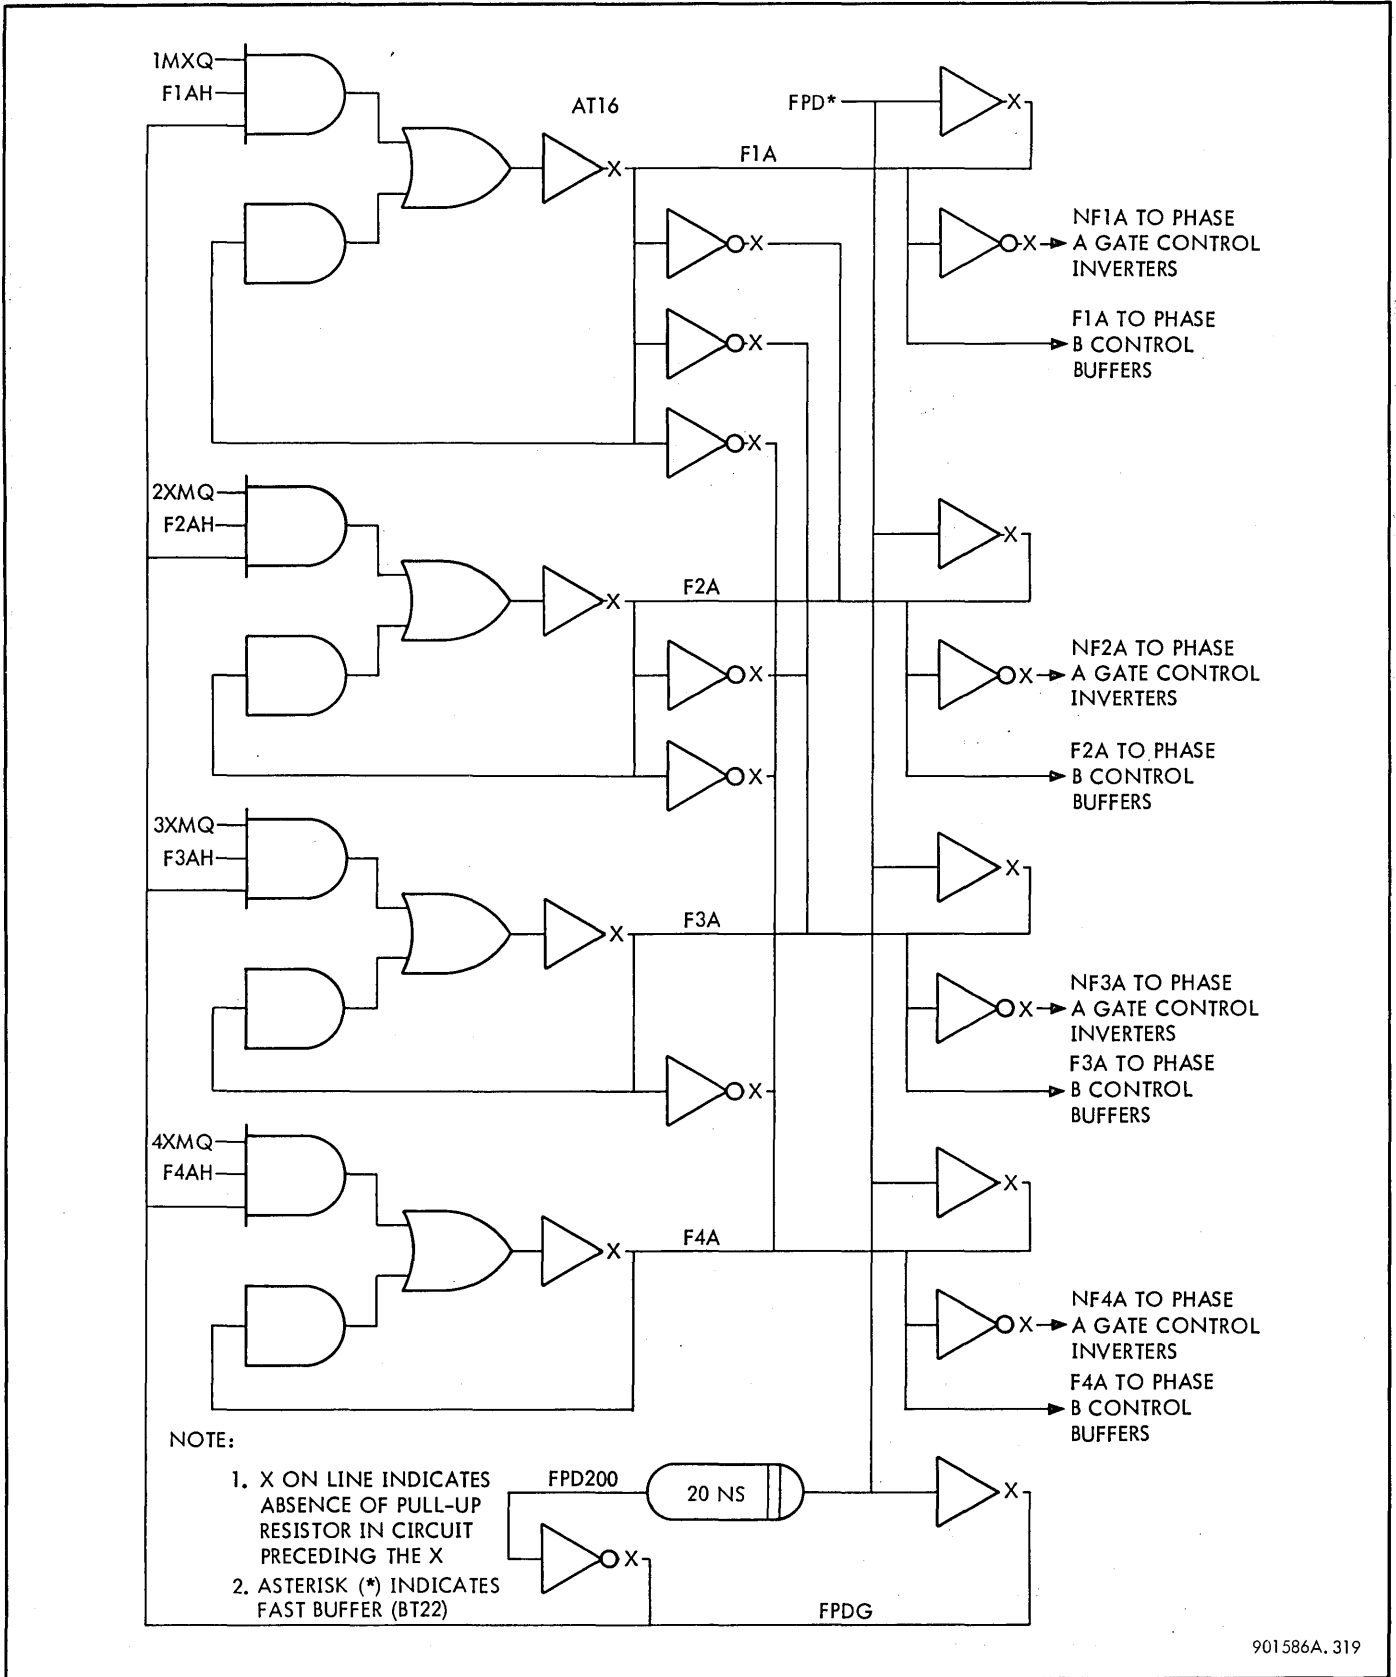 1MXQ
F1AH
AT16
FPD*
X
F1A
X
X
NF1A TO PHASE
X A GATE CONTROL
INVERTERS
X
F1A TO PHASE
B CONTROL
BUFFERS
X
2XMQ
F2AH
X
F2A
X
X
NF2A TO PHASE
X A GATE CONTROL
INVERTERS
X
F2A TO PHASE
B CONTROL
BUFFERS
3XMQ
F3AH
X
F3A
X
NF3A TO PHASE
X A GATE CONTROL
INVERTERS
X
F3A TO PHASE
B CONTROL
BUFFERS
4XMQ
F4AH
X
F4A
X
NF4A TO PHASE
X A GATE CONTROL
INVERTERS
F4A TO PHASE
B CONTROL
BUFFERS
NOTE:
1. X ON LINE INDICATES
ABSENCE OF PULL-UP
RESISTOR IN CIRCUIT
PRECEDING THE X
2. ASTERISK (*) INDICATES
FAST BUFFER (BT22)
FPD200
20 NS
X
X
FPDG
901586A. 319